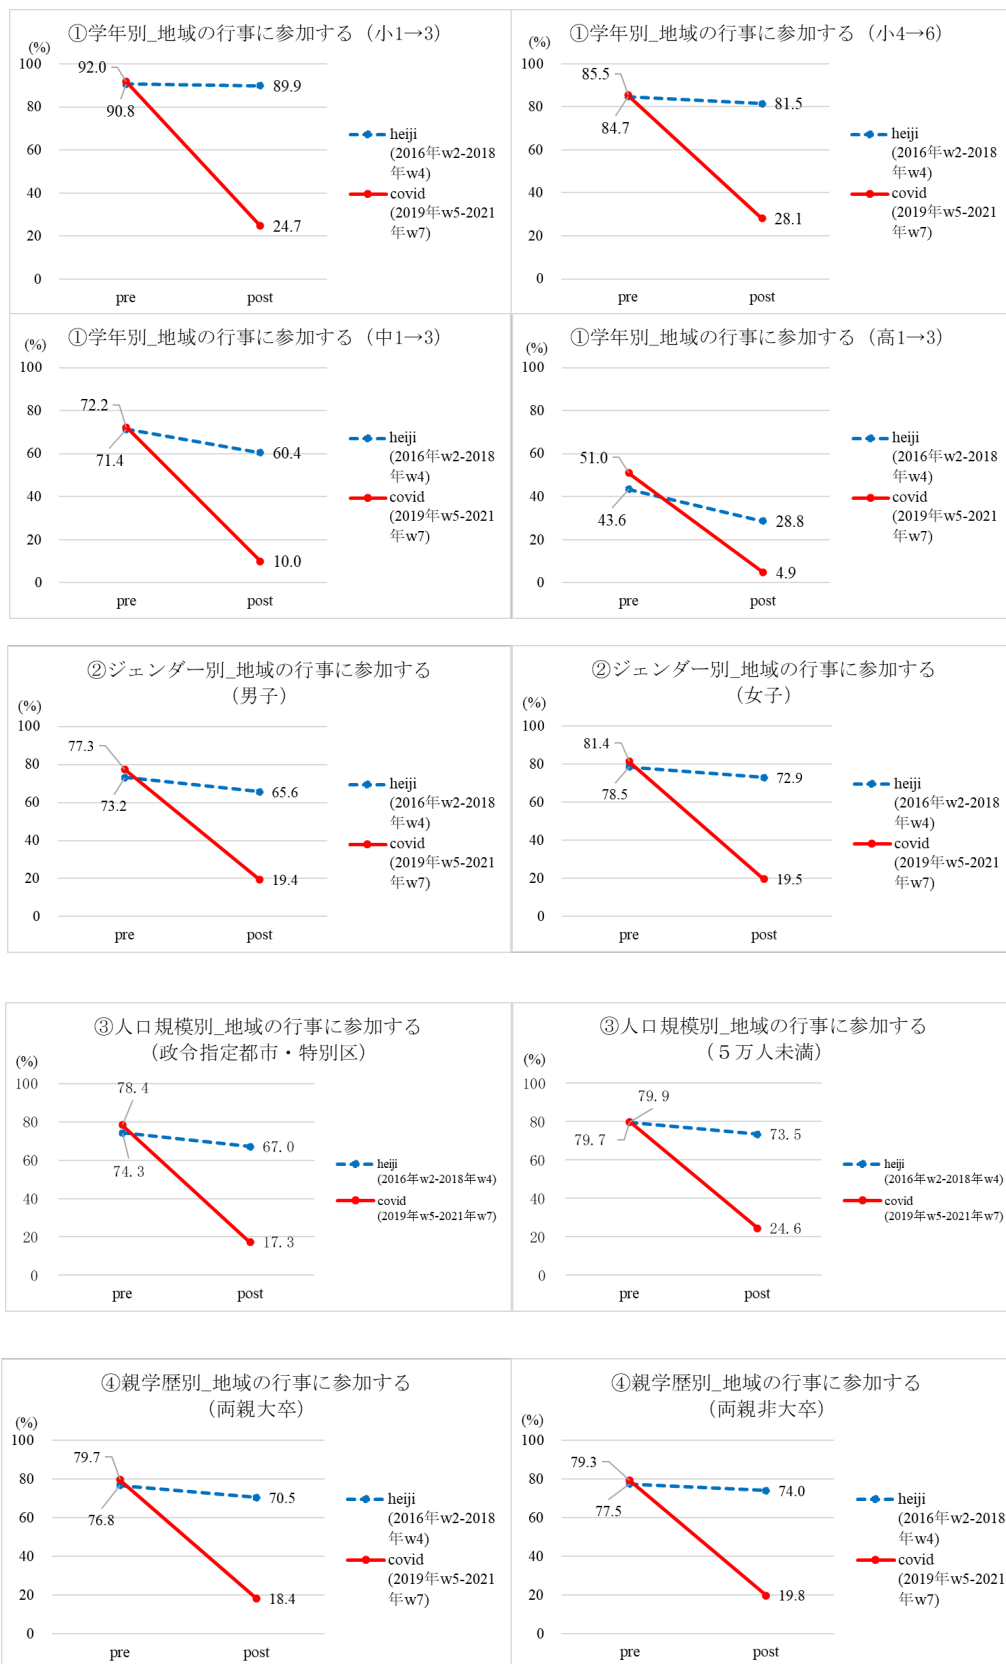 ①学年別_地域の行事に参加する（小1→3）
(%)
100
80
60
40
20
0
92.0
90.8
89.9
24.7
pre
post
heiji
(2016年w2-2018
年w4)
covid
(2019年w5-2021
年w7)
①学年別_地域の行事に参加する（小4→6）
(%)
100
80
60
40
20
0
85.5
84.7
81.5
28.1
pre
post
heiji
(2016年w2-2018
年w4)
covid
(2019年w5-2021
年w7)
①学年別_地域の行事に参加する（中1→3）
(%)
100
80
60
40
20
0
72.2
71.4
60.4
10.0
pre
post
heiji
(2016年w2-2018
年w4)
covid
(2019年w5-2021
年w7)
①学年別_地域の行事に参加する（高1→3）
(%)
100
80
60
40
20
0
51.0
43.6
28.8
4.9
pre
post
heiji
(2016年w2-2018
年w4)
covid
(2019年w5-2021
年w7)
②ジェンダー別_地域の行事に参加する
（男子）
(%)
100
80
60
40
20
0
77.3
73.2
65.6
19.4
pre
post
heiji
(2016年w2-2018
年w4)
covid
(2019年w5-2021
年w7)
②ジェンダー別_地域の行事に参加する
（女子）
(%)
100
80
60
40
20
0
81.4
78.5
72.9
19.5
pre
post
heiji
(2016年w2-2018
年w4)
covid
(2019年w5-2021
年w7)
③人口規模別_地域の行事に参加する
（政令指定都市・特別区）
(%)
100
80
60
40
20
0
78.4
74.3
67.0
17.3
pre
post
heiji
(2016年w2-2018年w4)
covid
(2019年w5-2021年w7)
③人口規模別_地域の行事に参加する
（５万人未満）
(%)
100
80
60
40
20
0
79.9
79.7
73.5
24.6
pre
post
heiji
(2016年w2-2018年w4)
covid
(2019年w5-2021年w7)
④親学歴別_地域の行事に参加する
（両親大卒）
(%)
100
80
60
40
20
0
79.7
76.8
70.5
18.4
pre
post
heiji
(2016年w2-2018
年w4)
covid
(2019年w5-2021
年w7)
④親学歴別_地域の行事に参加する
（両親非大卒）
(%)
100
80
60
40
20
0
79.3
77.5
74.0
19.8
pre
post
heiji
(2016年w2-2018
年w4)
covid
(2019年w5-2021
年w7)